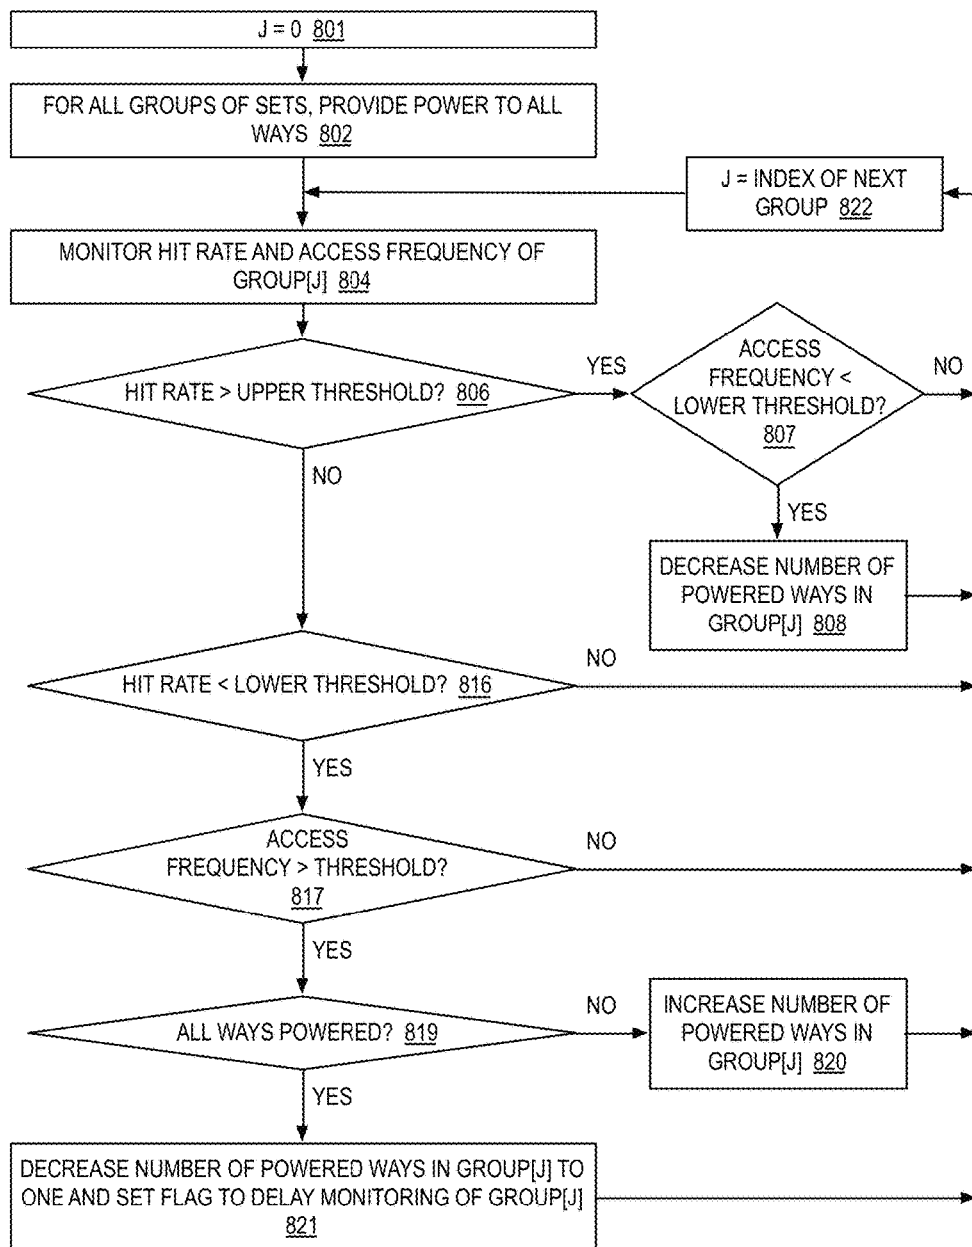 J = 0 801
FOR ALL GROUPS OF SETS, PROVIDE POWER TO ALL
WAYS 802
J = INDEX OF NEXT
GROUP 822
MONITOR HIT RATE AND ACCESS FREQUENCY OF
GROUP[J] 804
HIT RATE > UPPER THRESHOLD? 806
YES
ACCESS
FREQUENCY <
LOWER THRESHOLD?
807
NO
NO
YES
DECREASE NUMBER OF
POWERED WAYS IN
GROUP[J] 808
HIT RATE < LOWER THRESHOLD? 816
NO
YES
ACCESS
FREQUENCY > THRESHOLD?
817
NO
YES
ALL WAYS POWERED? 819
NO
INCREASE NUMBER OF
POWERED WAYS IN
GROUP[J] 820
YES
DECREASE NUMBER OF POWERED WAYS IN GROUP[J] TO
ONE AND SET FLAG TO DELAY MONITORING OF GROUP[J]
821